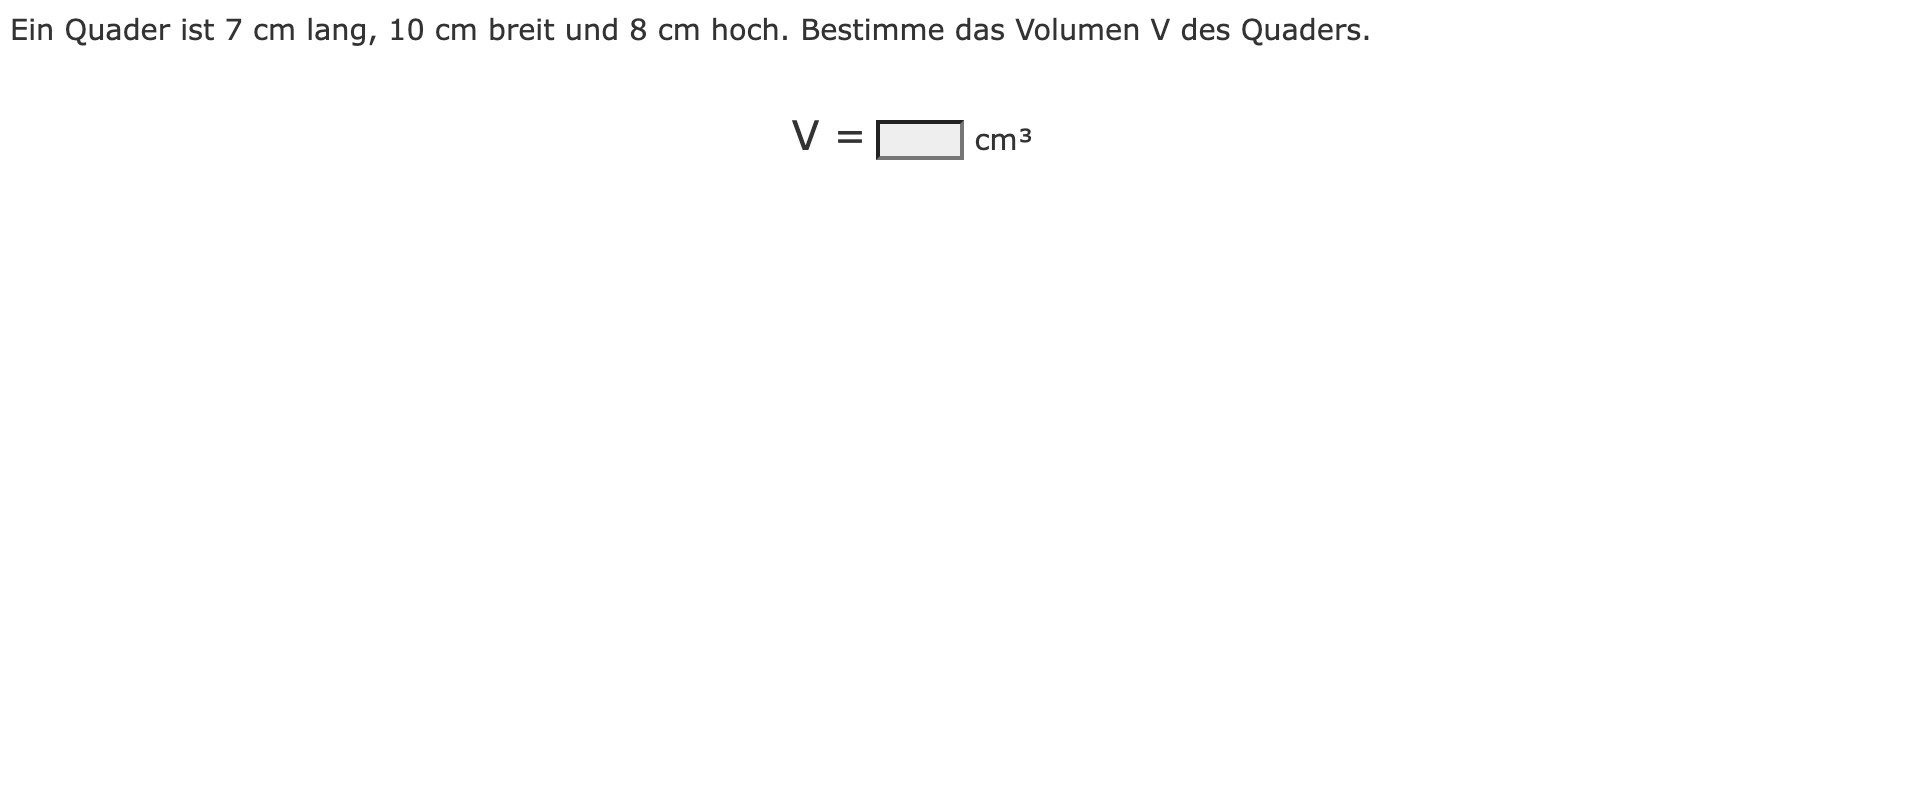 Ein Quader ist 7 cm lang, 10 cm breit und 8 cm hoch. Bestimme das Volumen V des Quaders.
V = cm³